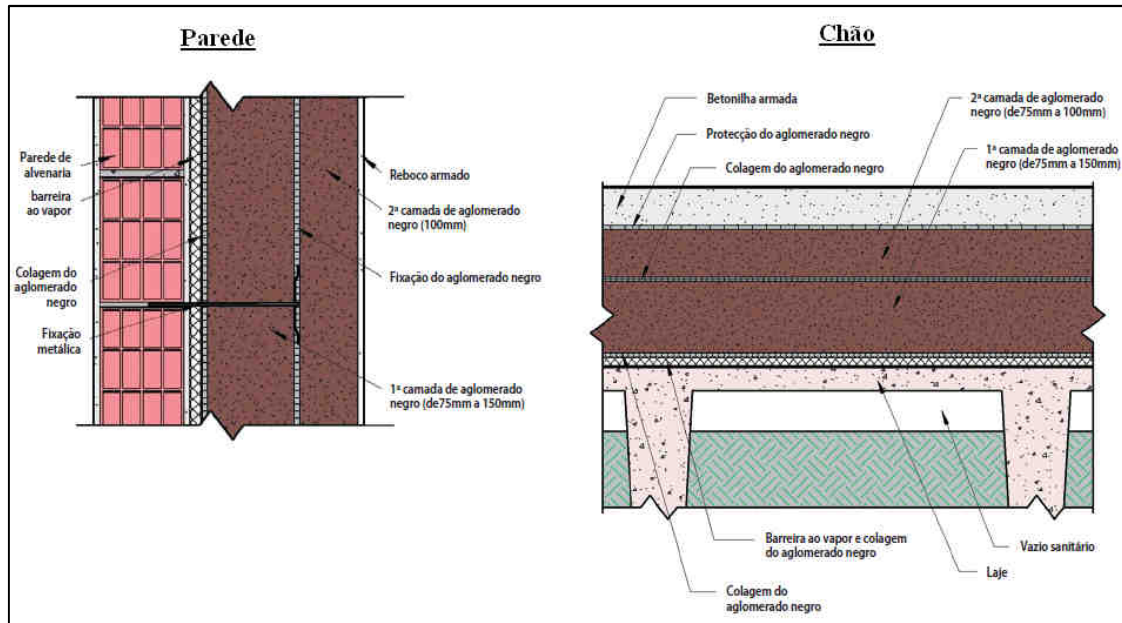 Parede
Parede de
alvenaria
barreira
ao vapor
Colagem do
aglomerado
negro
Fixação
metálica
Reboco armado
2ª camada de aglomerado
negro (100mm)
Fixação do aglomerado negro
1ª camada de aglomerado
negro (de75mm a 150mm)
Chão
Betonilha armada
Protecção do aglomerado negro
Colagem do aglomerado negro
2ª camada de aglomerado
negro (de75mm a 100mm)
1ª camada de aglomerado
negro (de75mm a 150mm)
Barreira ao vapor e colagem
do aglomerado negro
Colagem do
aglomerado negro
Vazio sanitário
Laje